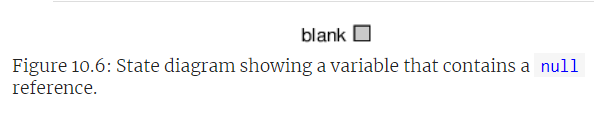 blank
Figure 10.6: State diagram showing a variable that contains a null
reference.